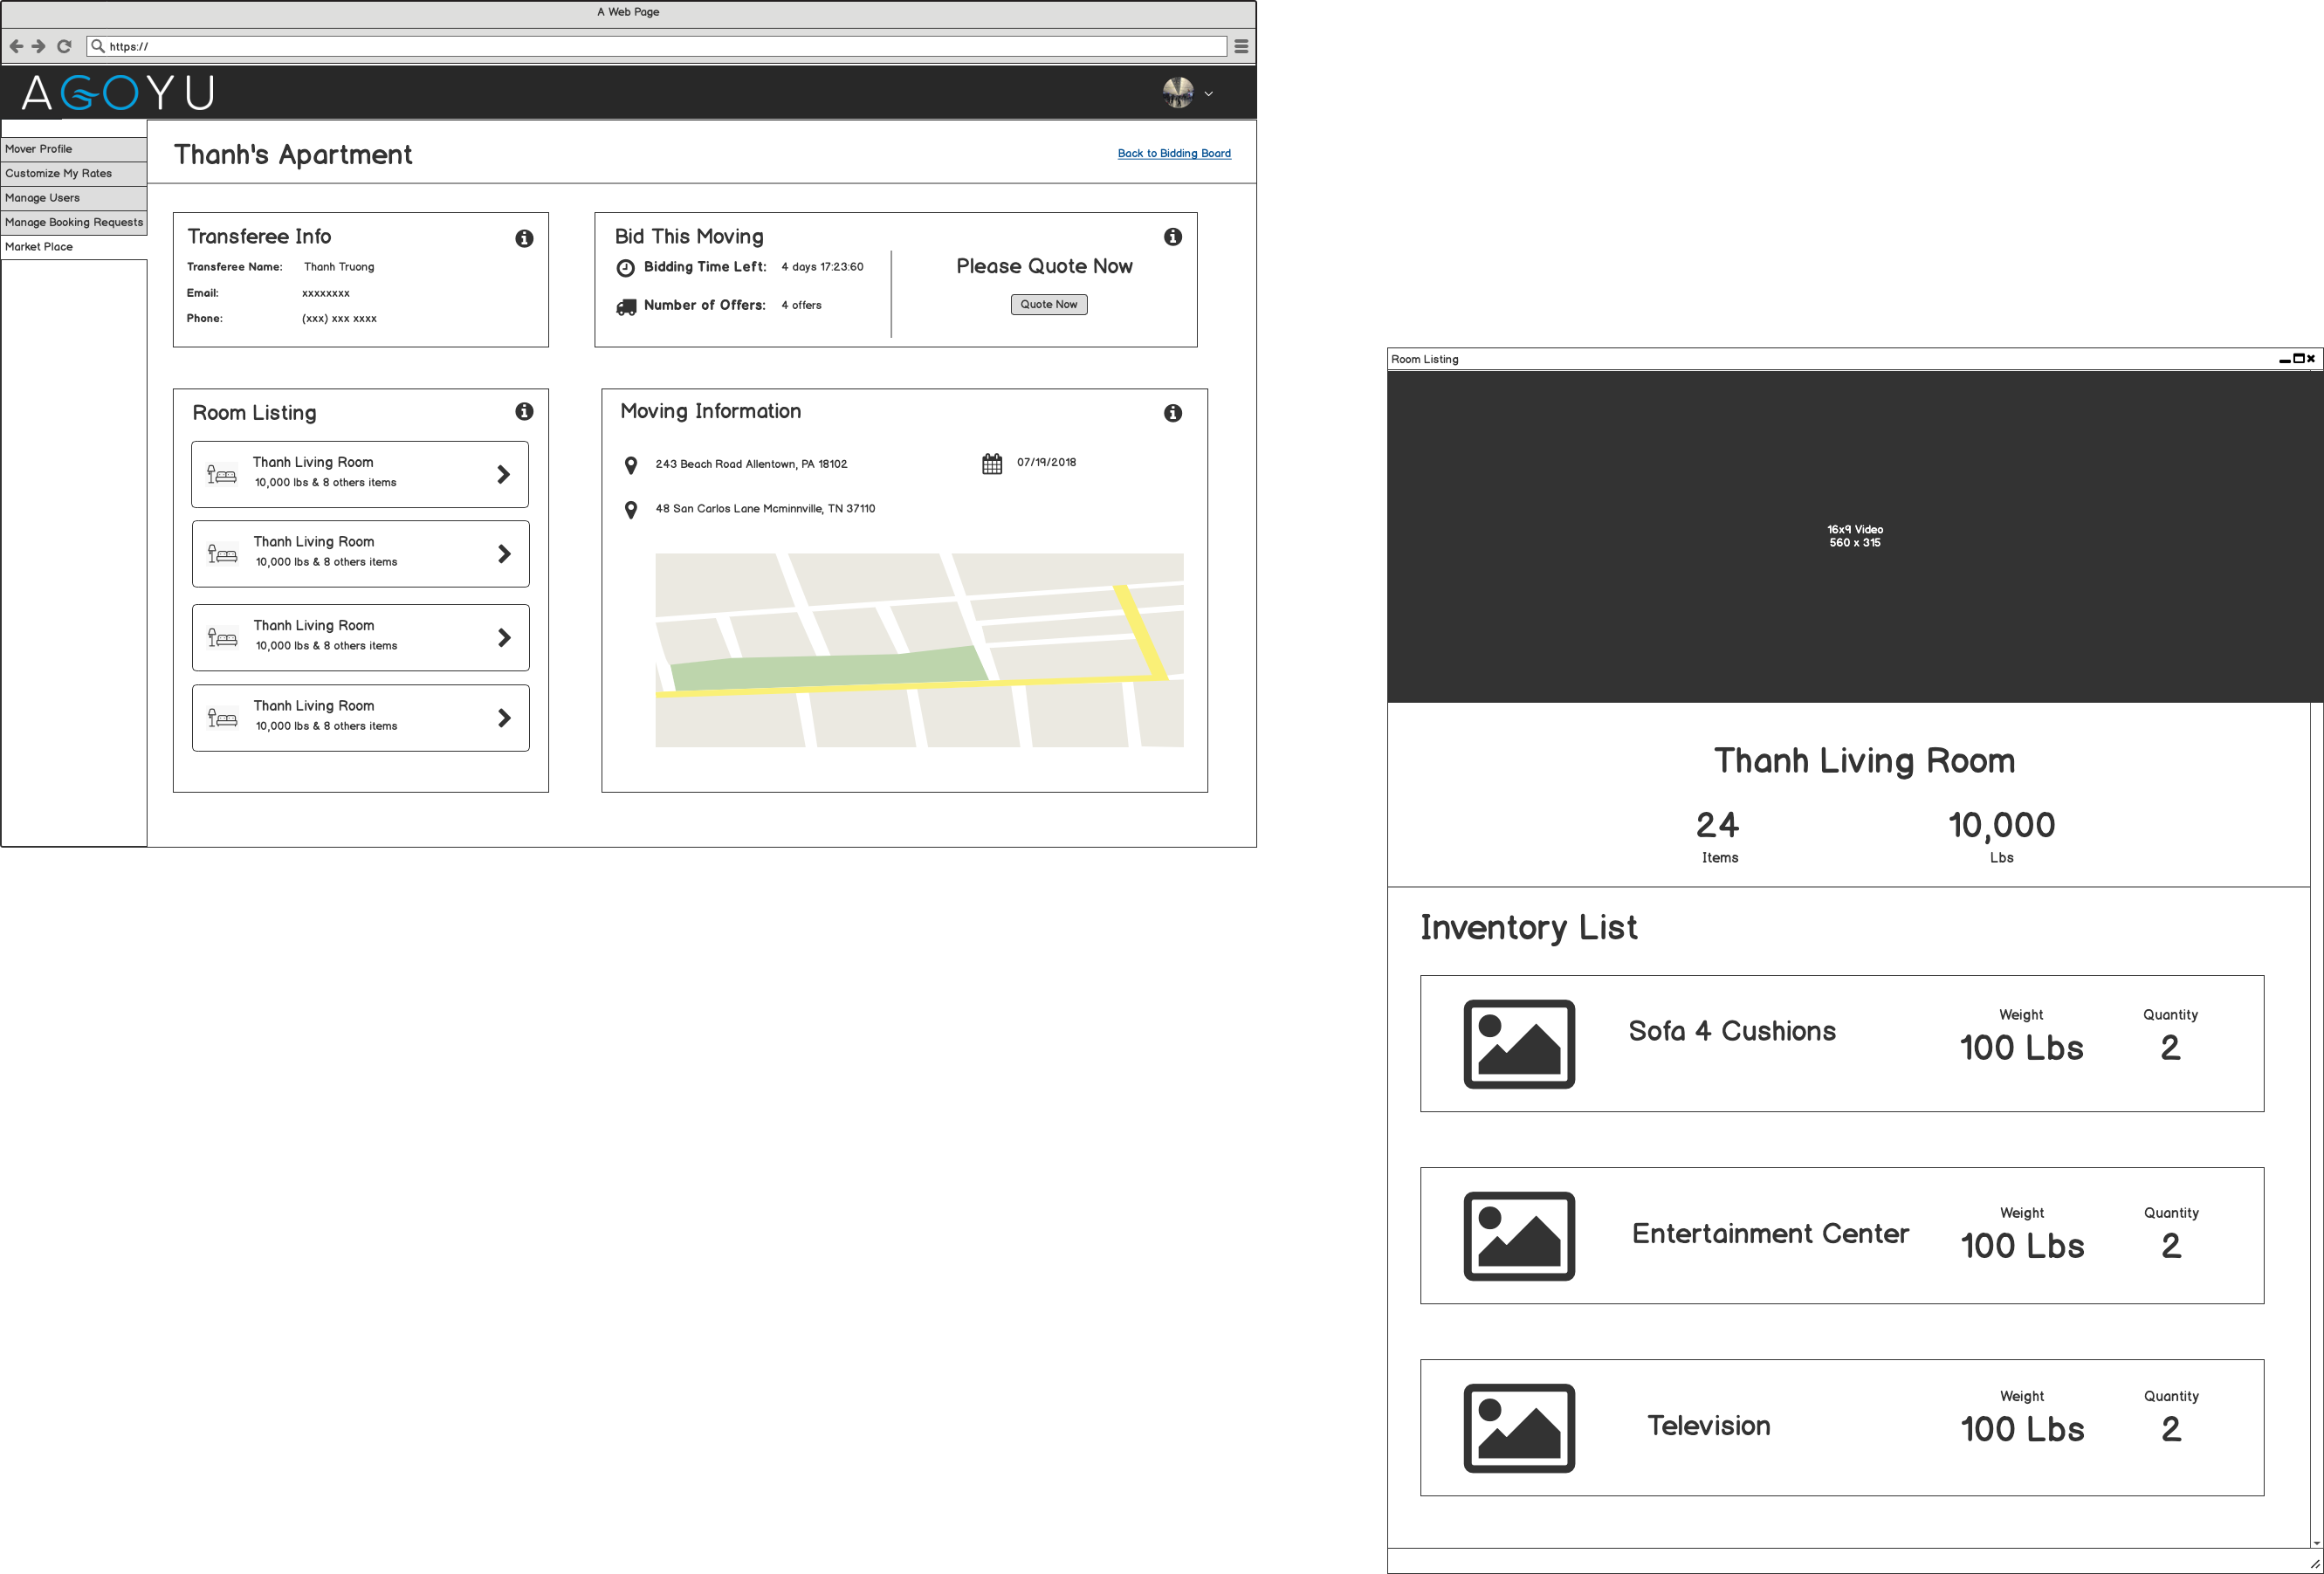 A Web Page
https://
AGOYU
Mover Profile
Customize My Rates
Manage Users
Manage Booking Requests
Market Place
Thanh's Apartment
Back to Bidding Board
Transferee Info
Transferee Name: Thanh Truong
Email: xxxxxxxx
Phone: (xxx) xxx xxxx
Bid This Moving
Bidding Time Left: 4 days 17:23:60
Number of Offers: 4 offers
Please Quote Now
Quote Now
Room Listing
Thanh Living Room
10,000 lbs & 8 others items
Thanh Living Room
10,000 lbs & 8 others items
Thanh Living Room
10,000 lbs & 8 others items
Thanh Living Room
10,000 lbs & 8 others items
Moving Information
243 Beach Road Allentown, PA 18102
07/19/2018
48 San Carlos Lane Mcminnville, TN 37110
Room Listing
16x9 Video
560 x 315
Thanh Living Room
24 10,000
Items Lbs
Inventory List
Sofa 4 Cushions
Weight Quantity
100 Lbs 2
Entertainment Center
Weight Quantity
100 Lbs 2
Television
Weight Quantity
100 Lbs 2